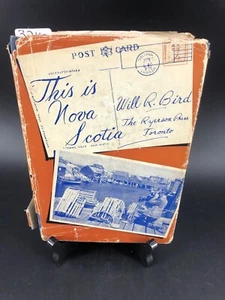 POST CARD
This is
Nova
Scotia
Will R. Bird
The Ryerson Press
Toronto